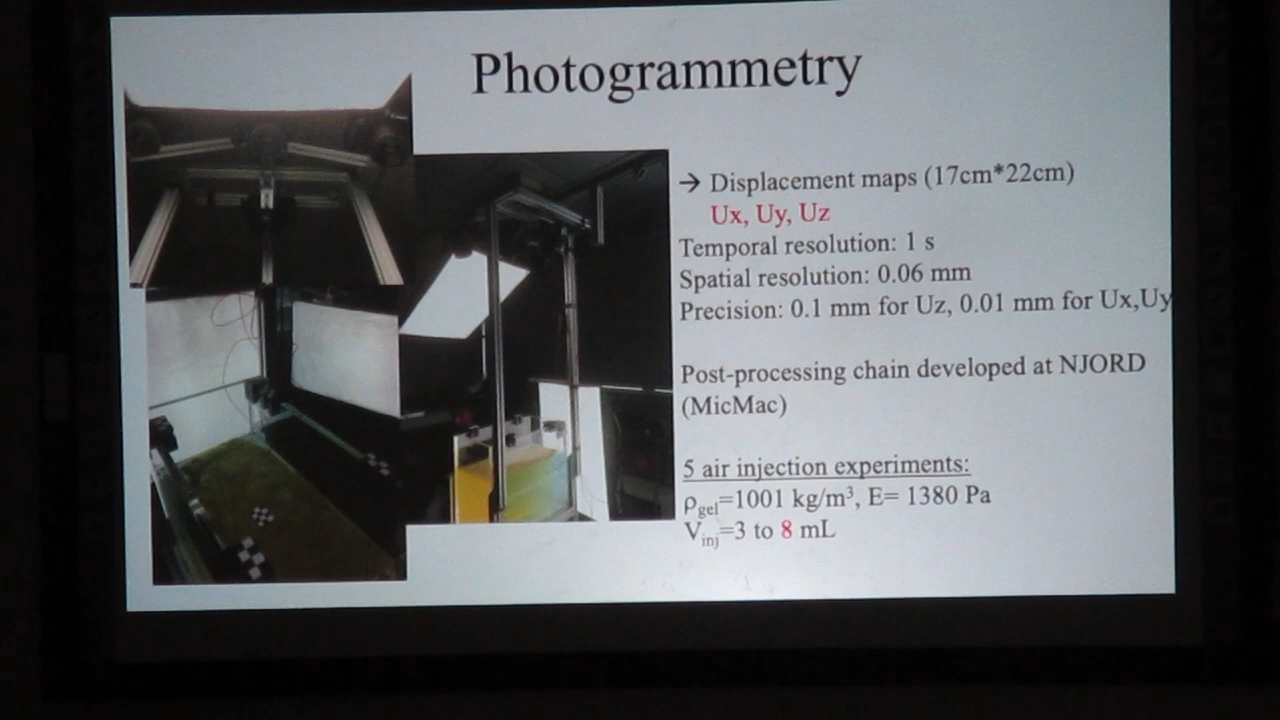 Photogrammetry
→ Displacement maps (17cm*22cm)
Ux, Uy, Uz
Temporal resolution: 1 s
Spatial resolution: 0.06 mm
Precision: 0.1 mm for Uz, 0.01 mm for Ux,Uy
Post-processing chain developed at NJORD
(MicMac)
5 air injection experiments:
ρgel=1001 kg/m³, E= 1380 Pa
Vinj=3 to 8 mL